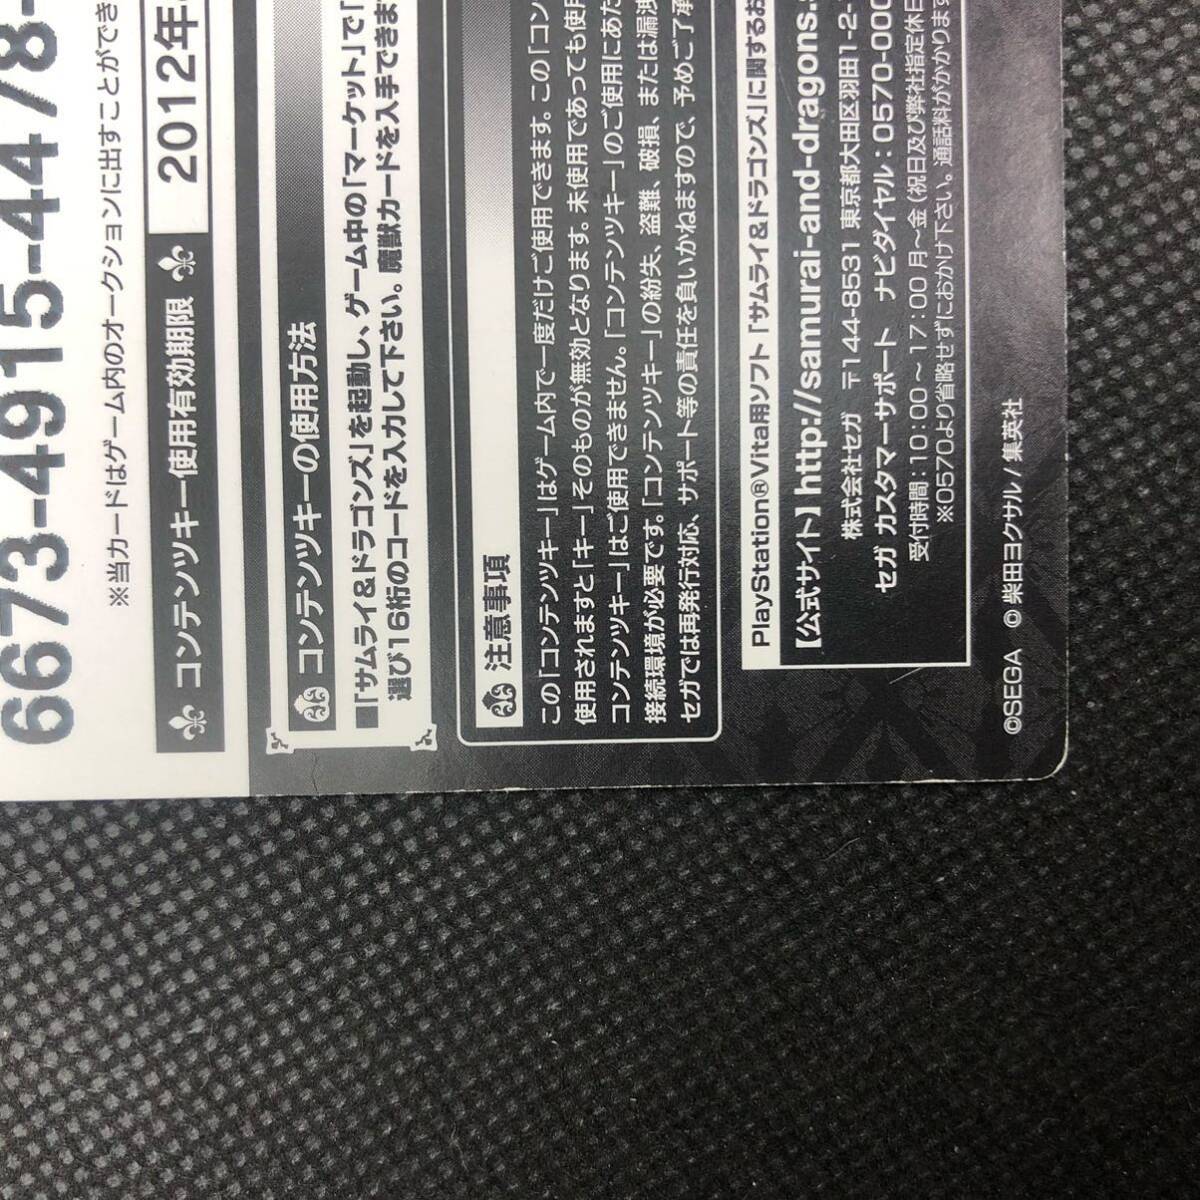 6673-4915-4478-
※当カードはゲーム内のオークションに出すことができ
コンテンツキー使用有効期限 2012年
コンテンツキーの使用方法
■「サムライ&ドラゴンズ」を起動し、ゲーム中の「マーケット」で「
選び16桁のコードを入力して下さい。魔獣カードを入手できま
注意事項
この「コンテンツキー」はゲーム内で一度だけご使用できます。この「コン
使用されますと「キー」そのものが無効となります。未使用であっても使用
コンテンツキー」はご使用できません。「コンテンツキー」のご使用にあた
接続環境が必要です。「コンテンツキー」の紛失、盗難、破損、または漏洩
セガでは再発行対応、サポート等の責任を負いかねますので、予めご了承
PlayStation®Vita用ソフト「サムライ&ドラゴンズ」に関するお
【公式サイト】http://samurai-and-dragons.s
株式会社セガ 〒144-8531 東京都大田区羽田1-2-
セガ カスタマーサポート ナビダイヤル:0570-000
受付時間:10:00~17:00 月~金(祝日及び弊社指定休日
※0570より省略せずにおかけ下さい。通話料がかかります
©SEGA ©柴田ヨクサル/集英社